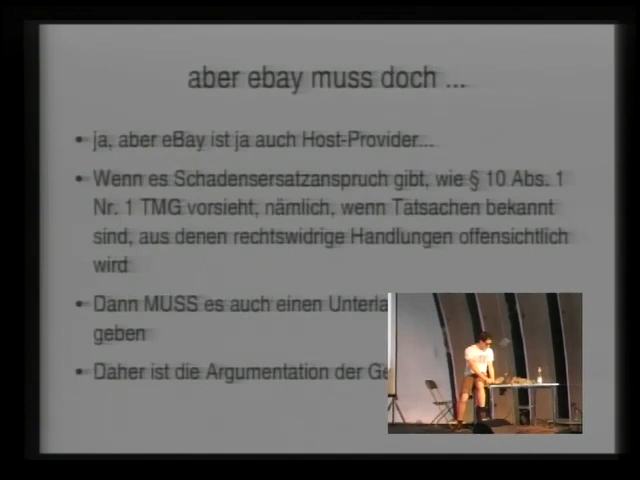 aber ebay muss doch ...
• ja, aber eBay ist ja auch Host-Provider...
• Wenn es Schadensersatzanspruch gibt, wie § 10 Abs. 1
Nr. 1 TMG vorsieht, nämlich, wenn Tatsachen bekannt
sind, aus denen rechtswidrige Handlungen offensichtlich
wird
• Dann MUSS es auch einen
geben
• Daher ist die Argumentation der